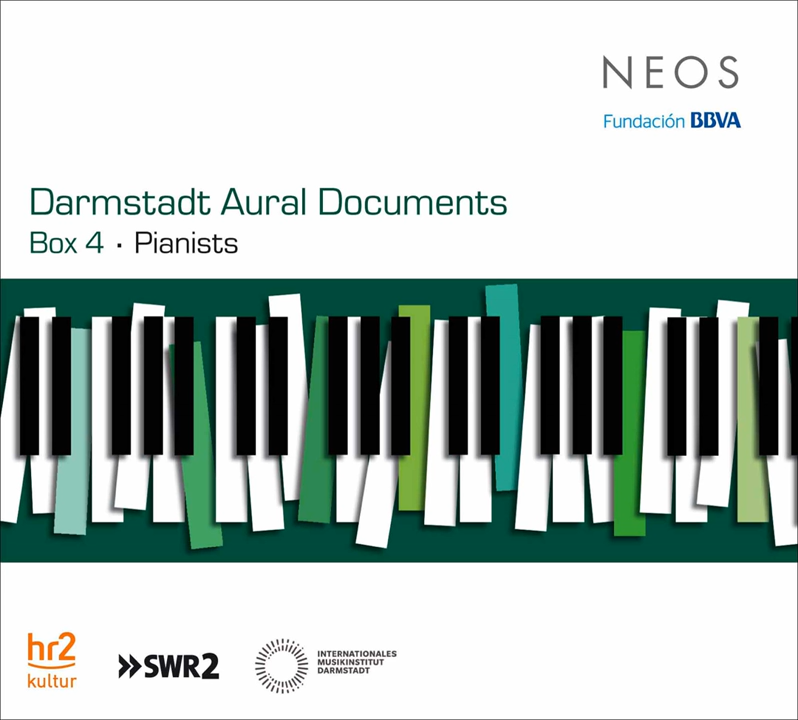 NEOS
Fundación BBVA
Darmstadt Aural Documents
Box 4 · Pianists
hr2
kultur
SWR2
INTERNATIONALES
MUSIKINSTITUT
DARMSTADT